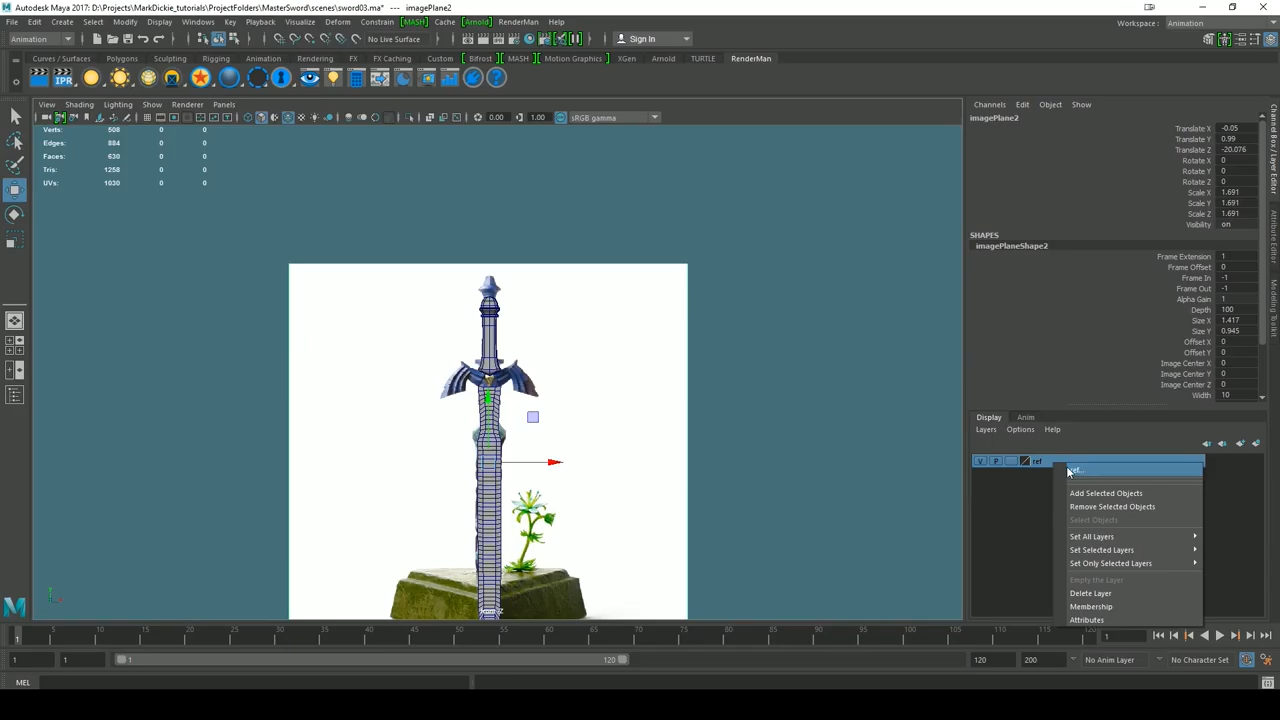 Autodesk Maya 2017: D:\Projects\MarkDickie_tutorials\ProjectFolders\MasterSword\scenes\sword03.ma* --- imagePlane2
File Edit Create Select Modify Display Windows Key Playback Visualize Deform Constrain MASH Cache Arnold RenderMan Help
Workspace : Animation
Animation No Live Surface Sign In
Curves / Surfaces Polygons Sculpting Rigging Animation Rendering FX FX Caching Custom Bifrost MASH Motion Graphics XGen Arnold TURTLE RenderMan
IPR
View Shading Lighting Show Renderer Panels
0.00 1.00 sRGB gamma
Verts: 508 0 0
Edges: 884 0 0
Faces: 630 0 0
Tris: 1258 0 0
UVs: 1030 0 0
Channels Edit Object Show
imagePlane2
Translate X -0.05
Translate Y 0.99
Translate Z -20.076
Rotate X 0
Rotate Y 0
Rotate Z 0
Scale X 1.691
Scale Y 1.691
Scale Z 1.691
Visibility on
SHAPES
imagePlaneShape2
Frame Extension 1
Frame Offset 0
Frame In -1
Frame Out -1
Alpha Gain 1
Depth 100
Size X 1.417
Size Y 0.945
Offset X 0
Offset Y 0
Image Center X 0
Image Center Y 0
Image Center Z 0
Width 10
Display Anim
Layers Options Help
V P ref
Add Selected Objects
Remove Selected Objects
Select Objects
Set All Layers
Set Selected Layers
Set Only Selected Layers
Empty the Layer
Delete Layer
Membership
Attributes
Channel Box / Layer Editor
Attribute Editor
Modeling Toolkit
1 5 10 15 20 25 30 35 40 45 50 55 60 65 70 75 80 85 90 95 100 105 110 115 120 1
1 1 1 120 120 200 No Anim Layer No Character Set
MEL